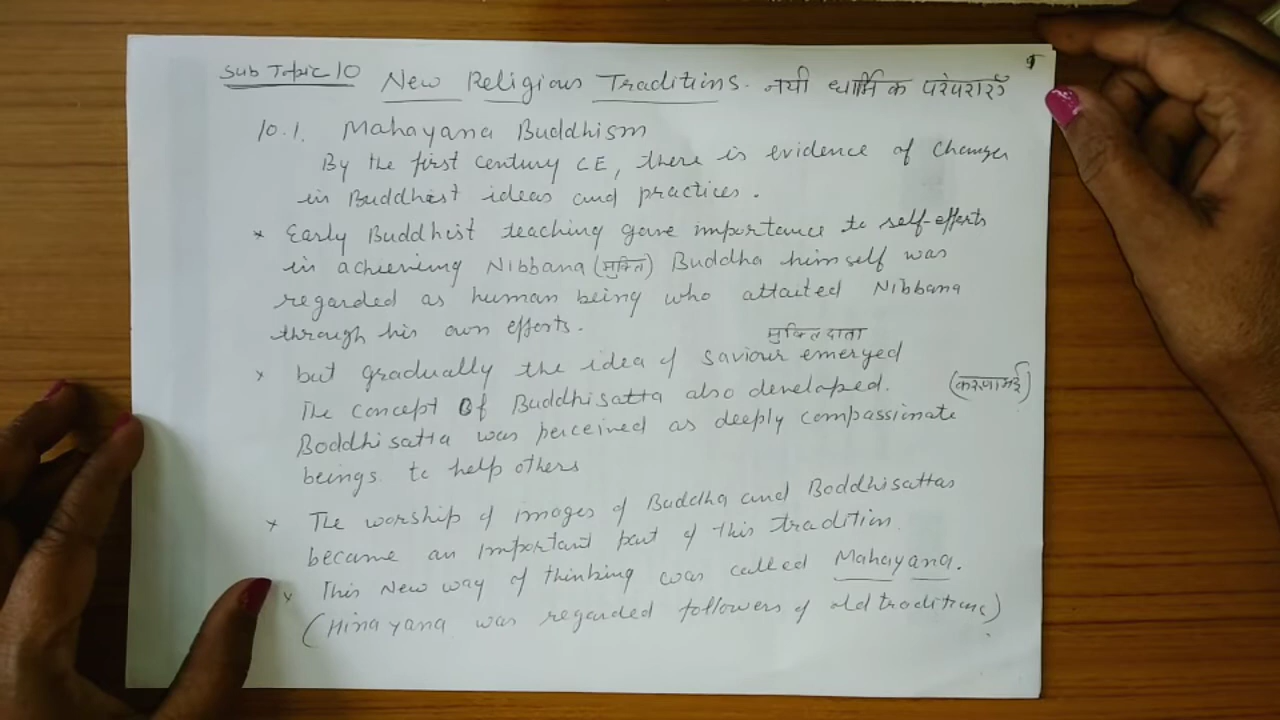 Sub Topic 10 New Religious Traditions. नयी धार्मिक परंपराएँ
10.1. Mahayana Buddhism
By the first century CE, there is evidence of changes
in Buddhist ideas and practices.
* Early Buddhist teaching gave importance to self-efforts
in achieving Nibbana (मुक्ति) Buddha himself was
regarded as human being who attaited Nibbana
through his own efforts.
मुक्तिदाता
* but gradually the idea of saviour emerged
The concept Of Buddhisatta also developed. (करुणामई)
Boddhisatta was perceived as deeply compassionate
beings to help others
* The worship of images of Buddha and Boddhisattas
became an important part of this tradition.
* This New way of thinking was called Mahayana.
(Hinayana was regarded followers of old traditions)